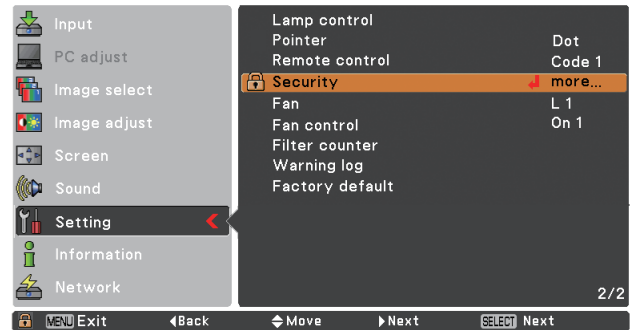 Input
PC adjust
Image select
Image adjust
Screen
Sound
Setting
Information
Network
Lamp control
Pointer Dot
Remote control Code 1
Security more...
Fan L 1
Fan control On 1
Filter counter
Warning log
Factory default
2/2
MENU Exit Back Move Next SELECT Next